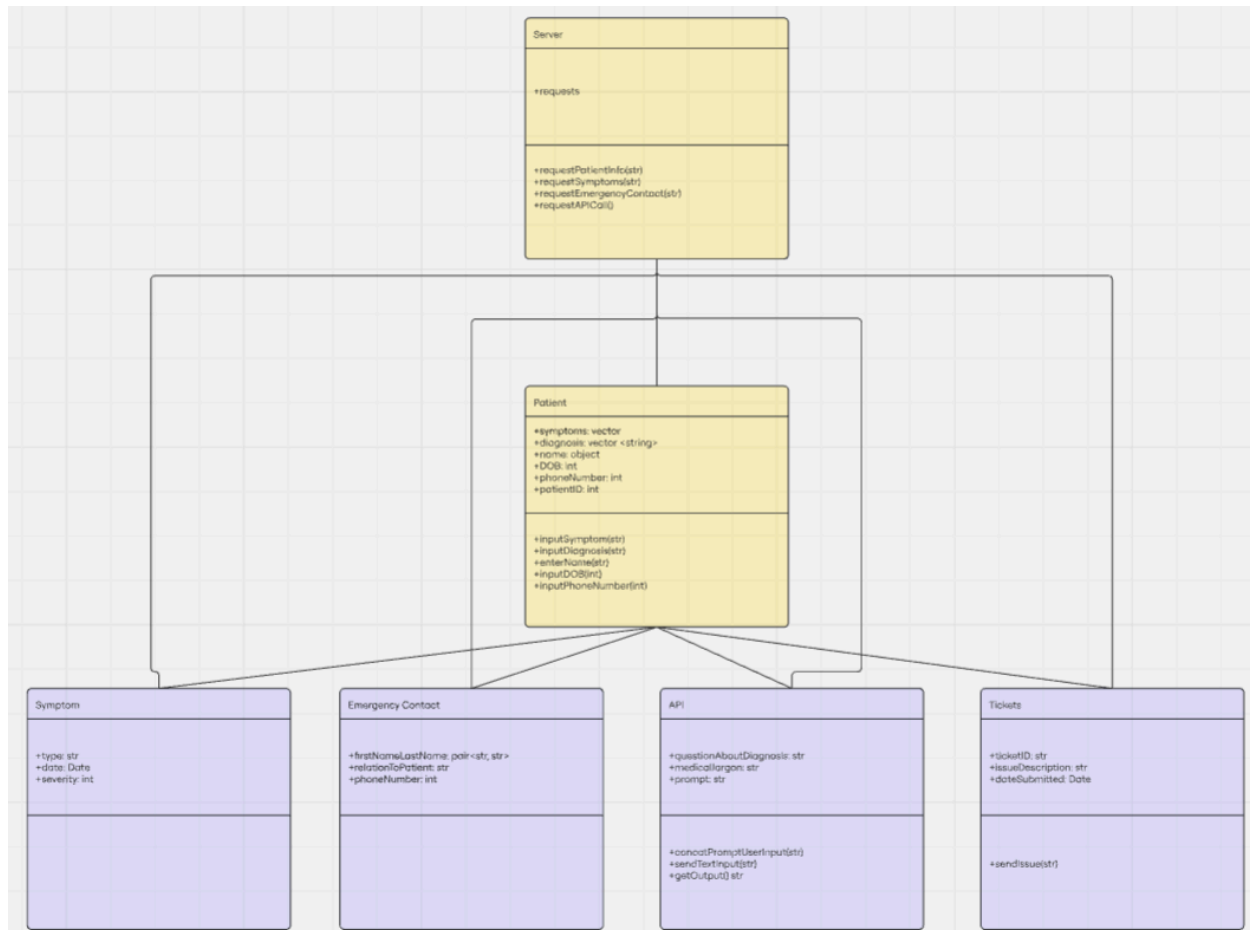 Server
+requests
+requestPatientInfo(str)
+requestSymptoms(str)
+requestEmergencyContact(str)
+requestAPICall()
Patient
+symptoms: vector
+diagnosis: vector <string>
+name: object
+DOB: int
+phoneNumber: int
+patientID: int
+inputSymptom(str)
+inputDiagnosis(str)
+enterName(str)
+inputDOB(int)
+inputPhoneNumber(int)
Symptom
+type: str
+date: Date
+severity: int
Emergency Contact
+firstNameLastName: pair<str, str>
+relationToPatient: str
+phoneNumber: int
API
+questionAboutDiagnosis: str
+medicalJargon: str
+prompt: str
+concatPromptUserInput(str)
+sendTextInput(str)
+getOutput() str
Tickets
+ticketID: str
+issueDescription: str
+dateSubmitted: Date
+sendIssue(str)